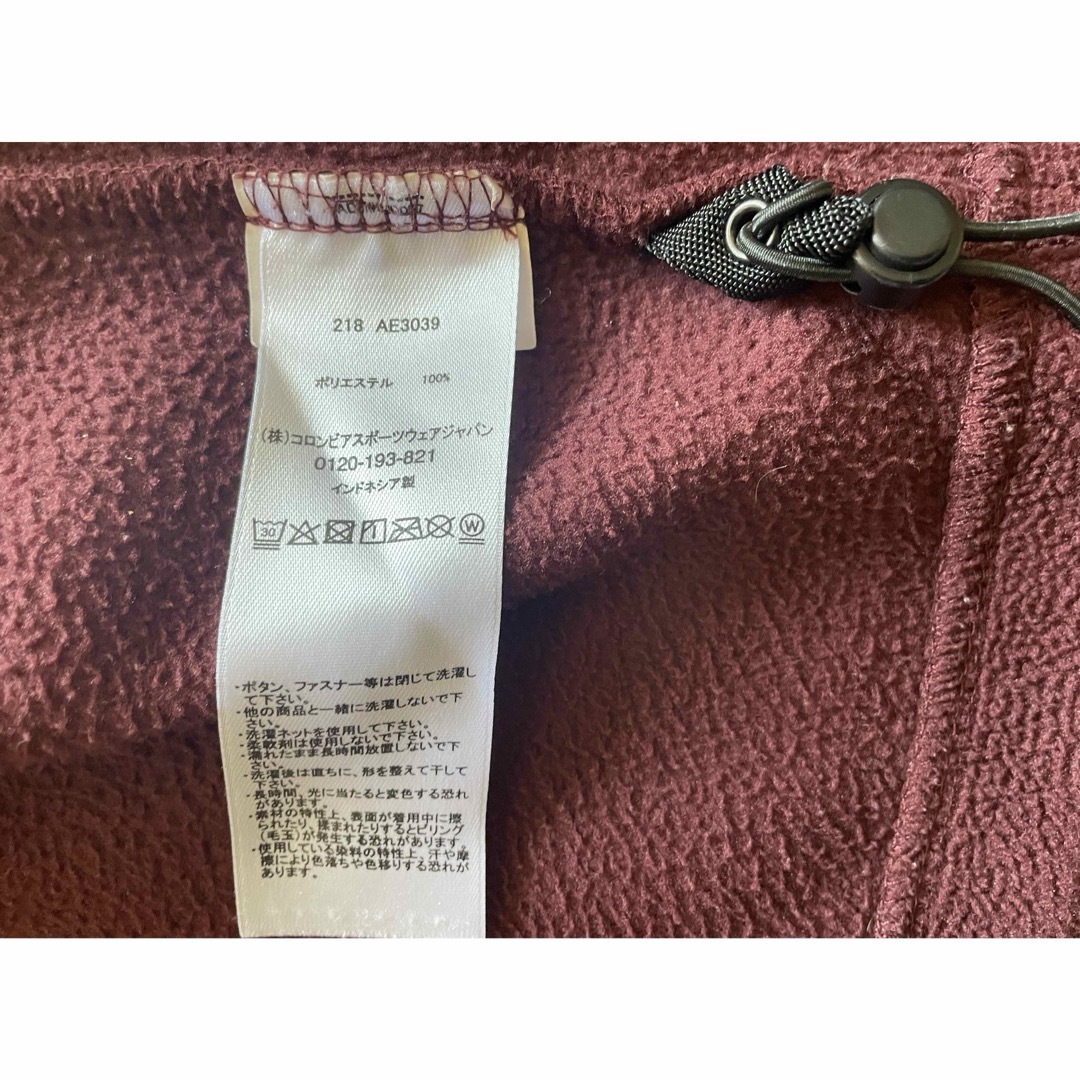 218 AE3039
ポリエステル 100%
(株)コロンビアスポーツウェアジャパン
0120-193-821
インドネシア製
30 W
・ボタン、ファスナー等は閉じて洗濯し
て下さい。
・他の商品と一緒に洗濯しないで下
さい。
・洗濯ネットを使用して下さい。
・柔軟剤は使用しないで下さい。
・濡れたまま長時間放置しないで下
さい。
・洗濯後は直ちに、形を整えて干して
下さい。
・長時間、光に当たると変色する恐れ
があります。
・素材の特性上、表面が着用中に擦
られたり、揉まれたりするとピリング
(毛玉)が発生する恐れがあります。
・使用している染料の特性上、汗や摩
擦により色落ちや色移りする恐れが
あります。